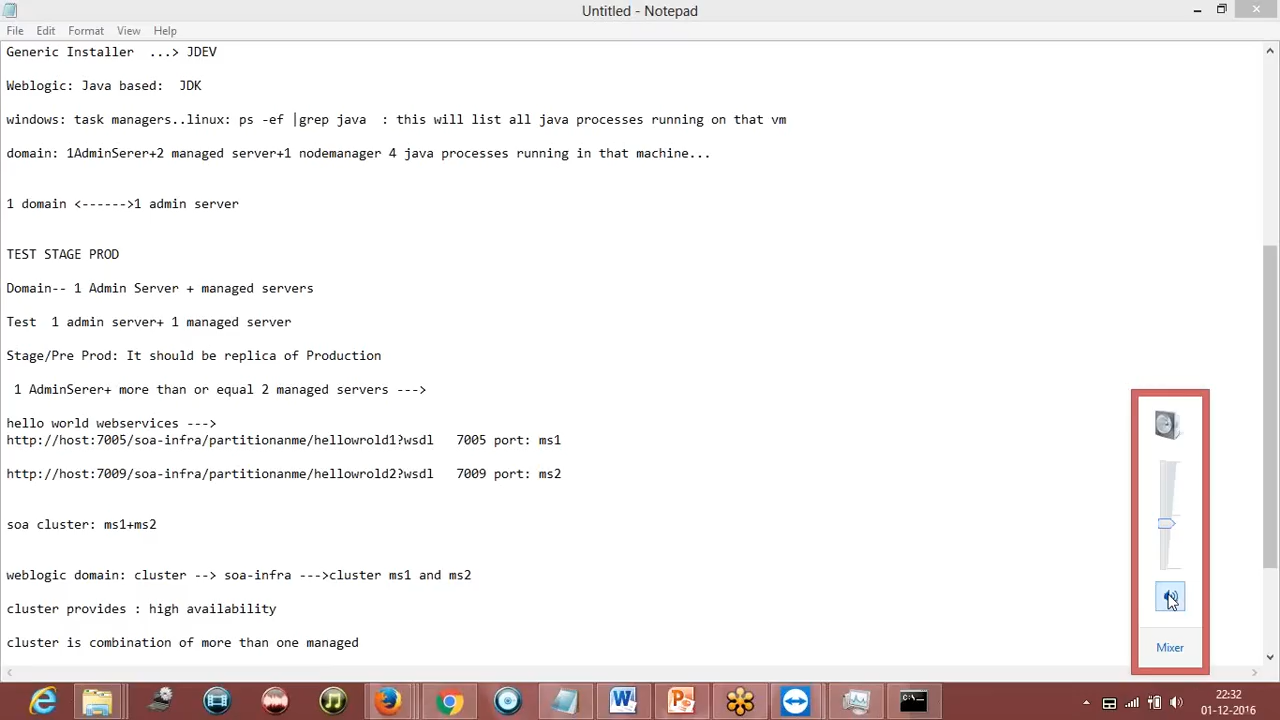 Untitled - Notepad
File Edit Format View Help
Generic Installer ...> JDEV
Weblogic: Java based: JDK
windows: task managers..linux: ps -ef |grep java : this will list all java processes running on that vm
domain: 1AdminSerer+2 managed server+1 nodemanager 4 java processes running in that machine...
1 domain <------>1 admin server
TEST STAGE PROD
Domain-- 1 Admin Server + managed servers
Test 1 admin server+ 1 managed server
Stage/Pre Prod: It should be replica of Production
1 AdminSerer+ more than or equal 2 managed servers --->
hello world webservices --->
http://host:7005/soa-infra/partitionanme/hellowrold1?wsdl 7005 port: ms1
http://host:7009/soa-infra/partitionanme/hellowrold2?wsdl 7009 port: ms2
soa cluster: ms1+ms2
weblogic domain: cluster --> soa-infra --->cluster ms1 and ms2
cluster provides : high availability
cluster is combination of more than one managed
Mixer
22:32
01-12-2016